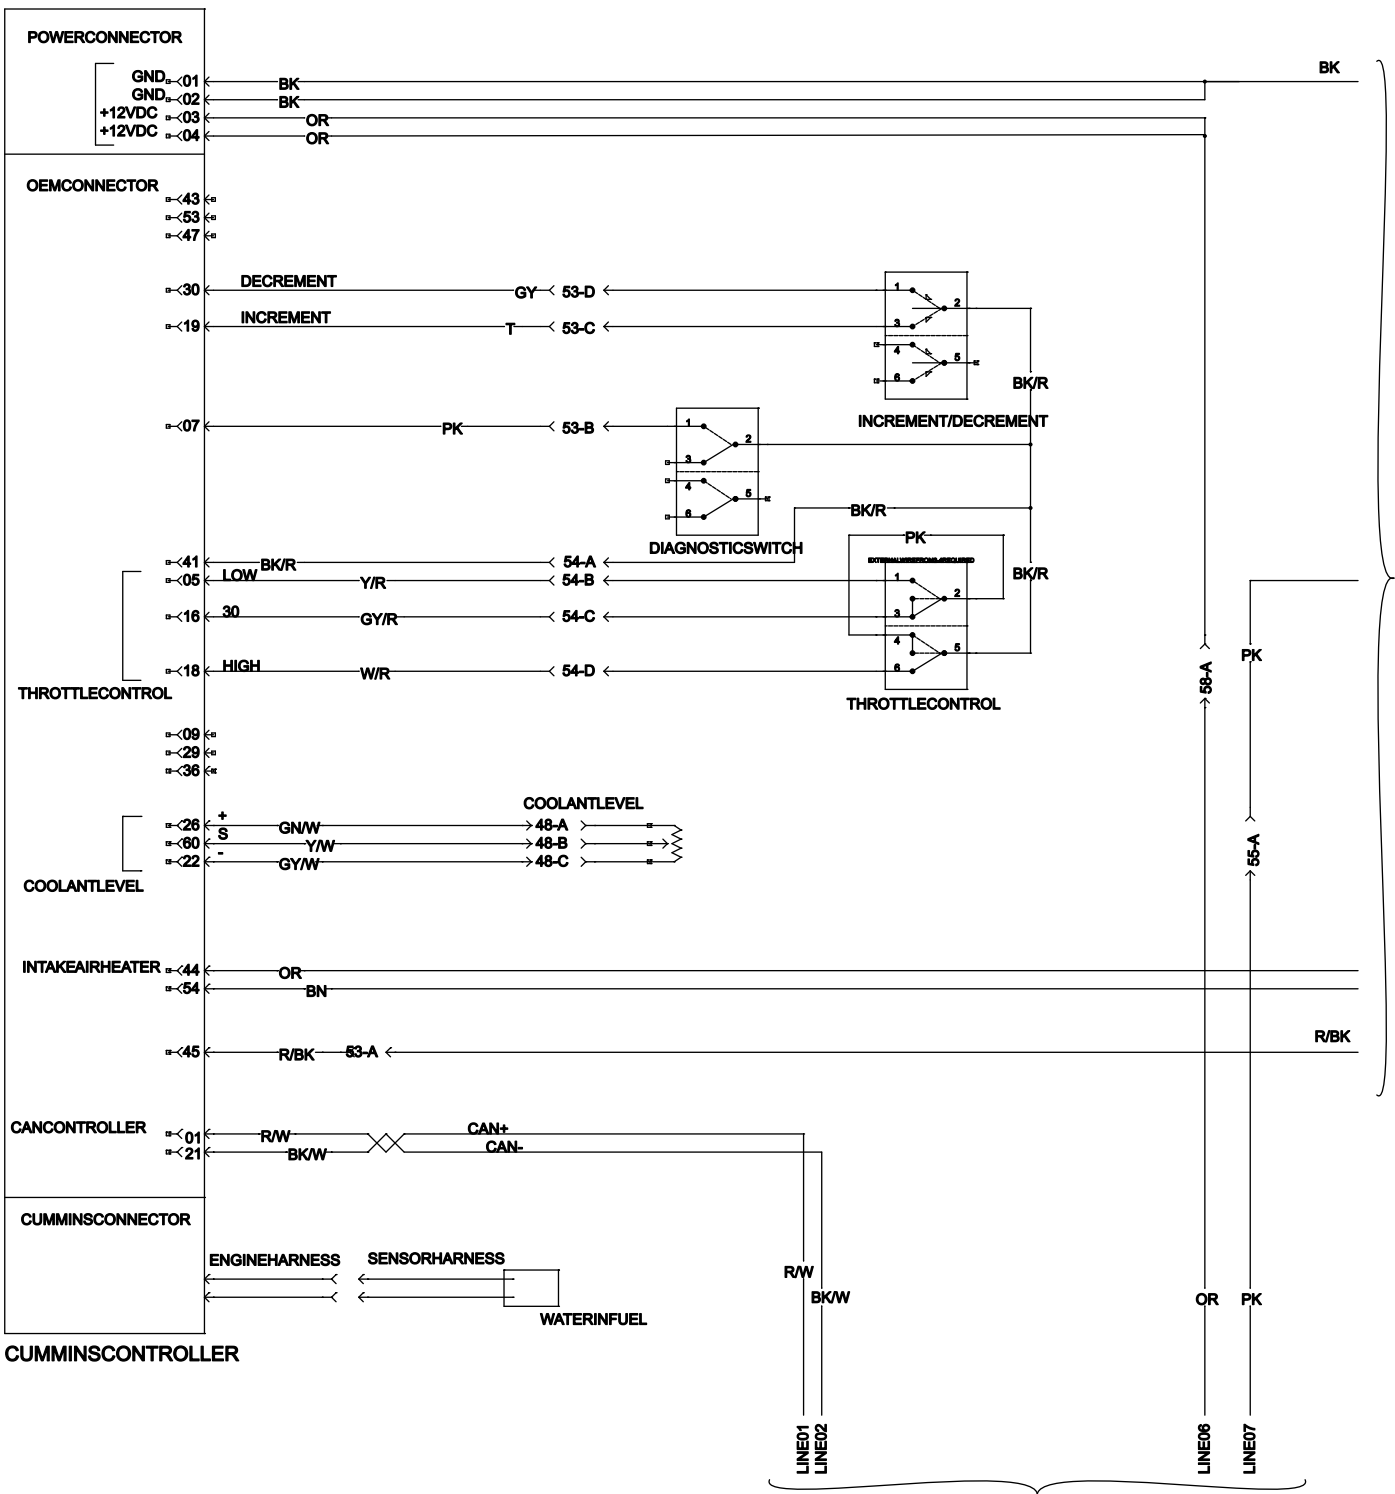 POWERCONNECTOR
GND 01 BK BK
GND 02 BK
+12VDC 03 OR
+12VDC 04 OR
OEMCONNECTOR
43
53
47
30 DECREMENT GY 53-D 1 2
19 INCREMENT T 53-C 3
4 5
6
BK/R
INCREMENT/DECREMENT
07 PK 53-B 1 2
3
4 5
6
DIAGNOSTICSWITCH
BK/R
PK
EXTERNALWIREFROM2-4REQUIRED
BK/R
41 BK/R 54-A
05 LOW Y/R 54-B 1 2
16 30 GY/R 54-C 3
4 5
18 HIGH W/R 54-D 6
THROTTLECONTROL
THROTTLECONTROL
58-A
PK
09
29
36
COOLANTLEVEL
26 + GN/W 48-A
60 S Y/W 48-B
22 - GY/W 48-C
COOLANTLEVEL
55-A
INTAKEAIRHEATER 44 OR
54 BN
45 R/BK 53-A R/BK
CANCONTROLLER 01 R/W CAN+
21 BK/W CAN-
CUMMINSCONNECTOR
ENGINEHARNESS SENSORHARNESS
WATERINFUEL
R/W
BK/W
OR PK
CUMMINSCONTROLLER
LINE01
LINE02
LINE06
LINE07